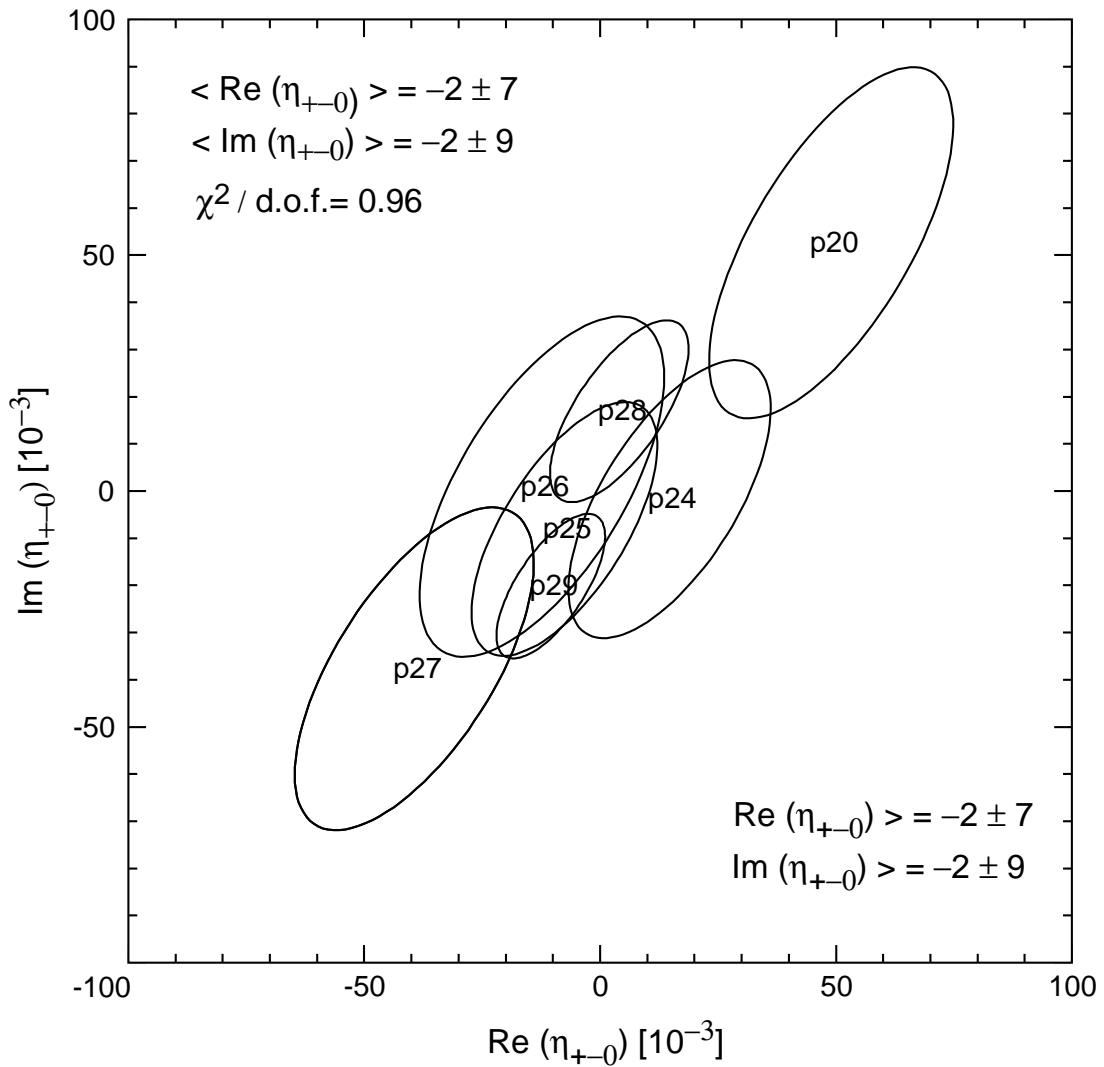 100
< Re (η+−0) > = −2 ± 7
< Im (η+−0) > = −2 ± 9
χ2 / d.o.f.= 0.96
p20
50
p28
p26
p24
0
p25
p29
p27
-50
Re (η+−0) > = −2 ± 7
Im (η+−0) > = −2 ± 9
-100
-50
0
50
100
Im (η+−0) [10−3]
Re (η+−0) [10−3]